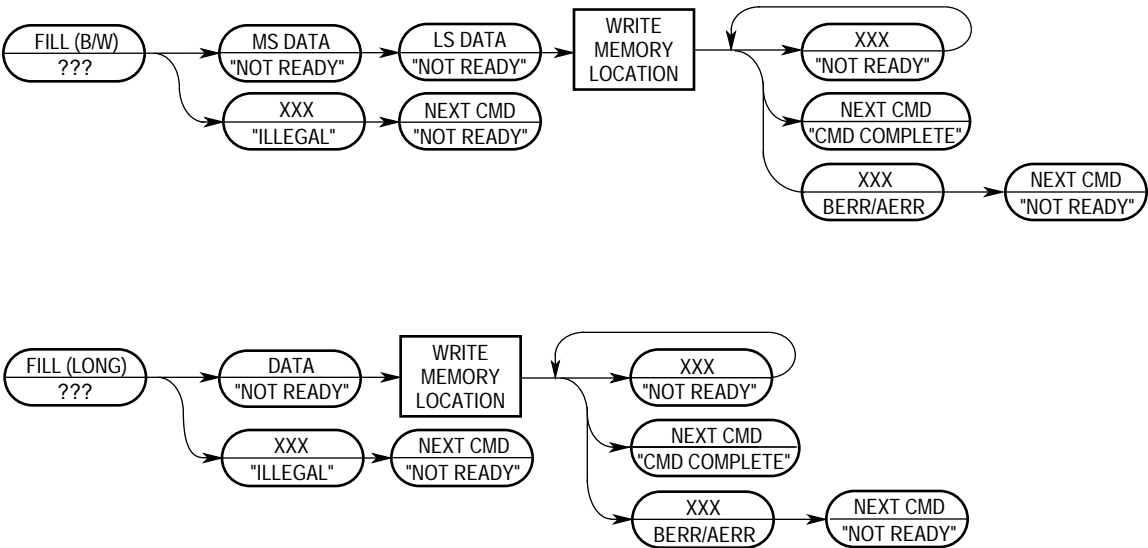 FILL (B/W)
???
MS DATA
"NOT READY"
LS DATA
"NOT READY"
WRITE
MEMORY
LOCATION
XXX
"NOT READY"
XXX
"ILLEGAL"
NEXT CMD
"NOT READY"
NEXT CMD
"CMD COMPLETE"
XXX
BERR/AERR
NEXT CMD
"NOT READY"
FILL (LONG)
???
DATA
"NOT READY"
WRITE
MEMORY
LOCATION
XXX
"NOT READY"
XXX
"ILLEGAL"
NEXT CMD
"NOT READY"
NEXT CMD
"CMD COMPLETE"
XXX
BERR/AERR
NEXT CMD
"NOT READY"